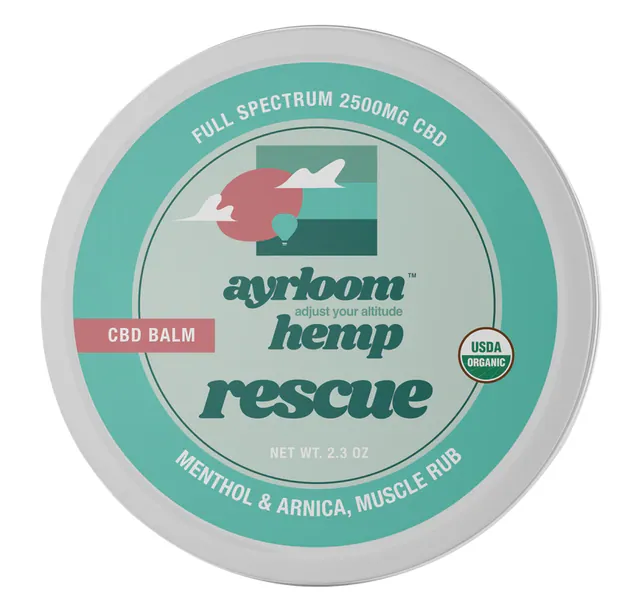 FULL SPECTRUM 2500MG CBD
ayrloom™
adjust your altitude
hemp
CBD BALM
USDA
ORGANIC
rescue
NET WT. 2.3 OZ
MENTHOL & ARNICA, MUSCLE RUB